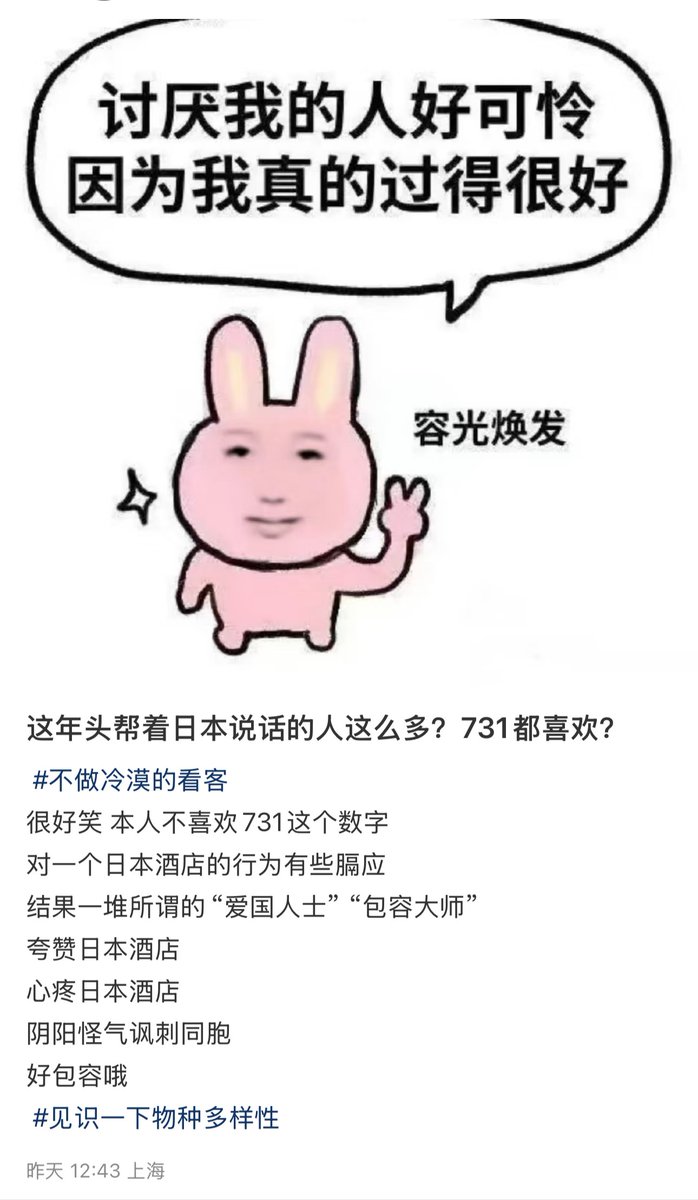 讨厌我的人好可怜
因为我真的过得很好
容光焕发
这年头帮着日本说话的人这么多？731都喜欢？
#不做冷漠的看客
很好笑 本人不喜欢731这个数字
对一个日本酒店的行为有些膈应
结果一堆所谓的 “爱国人士” “包容大师”
夸赞日本酒店
心疼日本酒店
阴阳怪气讽刺同胞
好包容哦
#见识一下物种多样性
昨天 12:43 上海